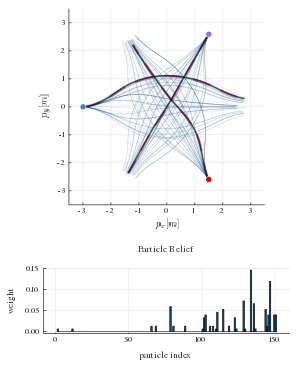 3
2
1
0
- 1
- 2
- 3
p_y [m]
- 3 - 2 - 1 0 1 2 3
p_x [m]
Particle Belief
0.15
0.10
0.05
0.00
weight
0 50 100 150
particle index